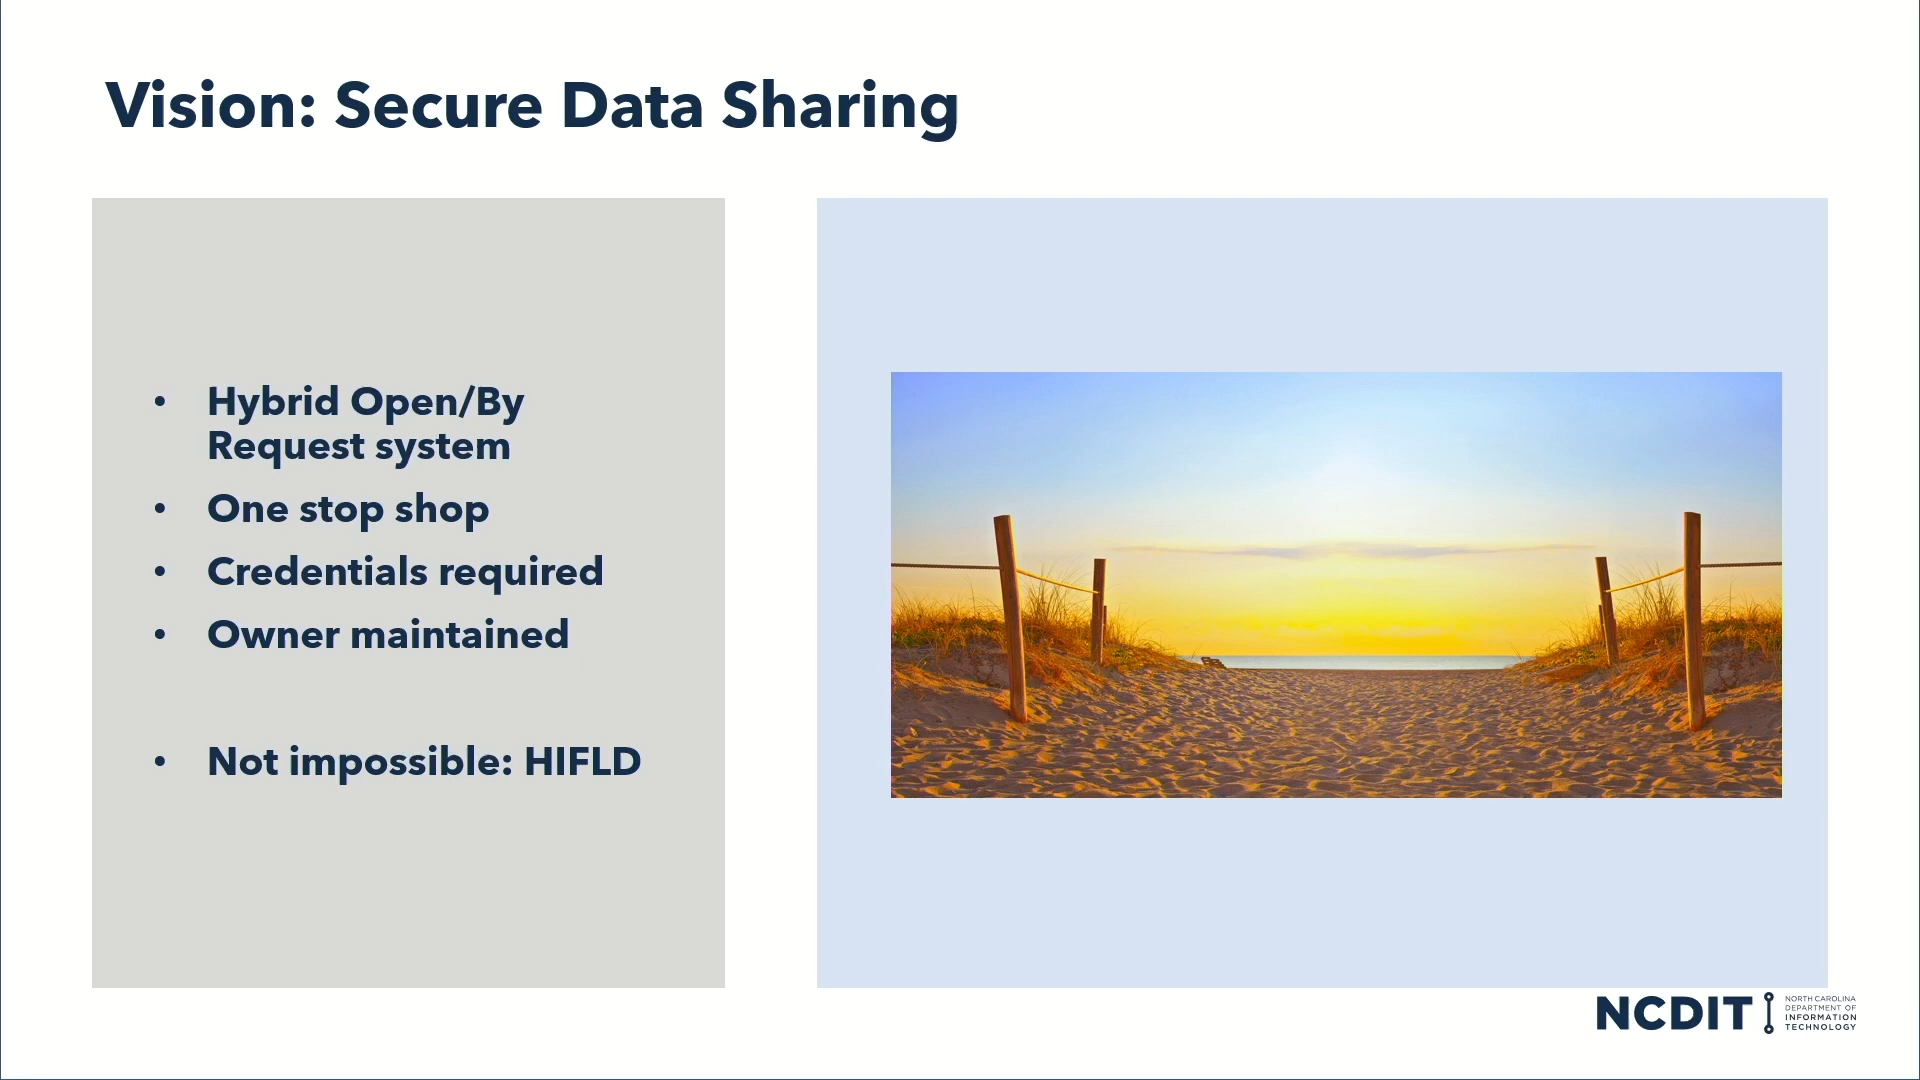 Vision: Secure Data Sharing
• Hybrid Open/By
Request system
• One stop shop
• Credentials required
• Owner maintained
• Not impossible: HIFLD
NCDIT
NORTH CAROLINA
DEPARTMENT OF
INFORMATION
TECHNOLOGY